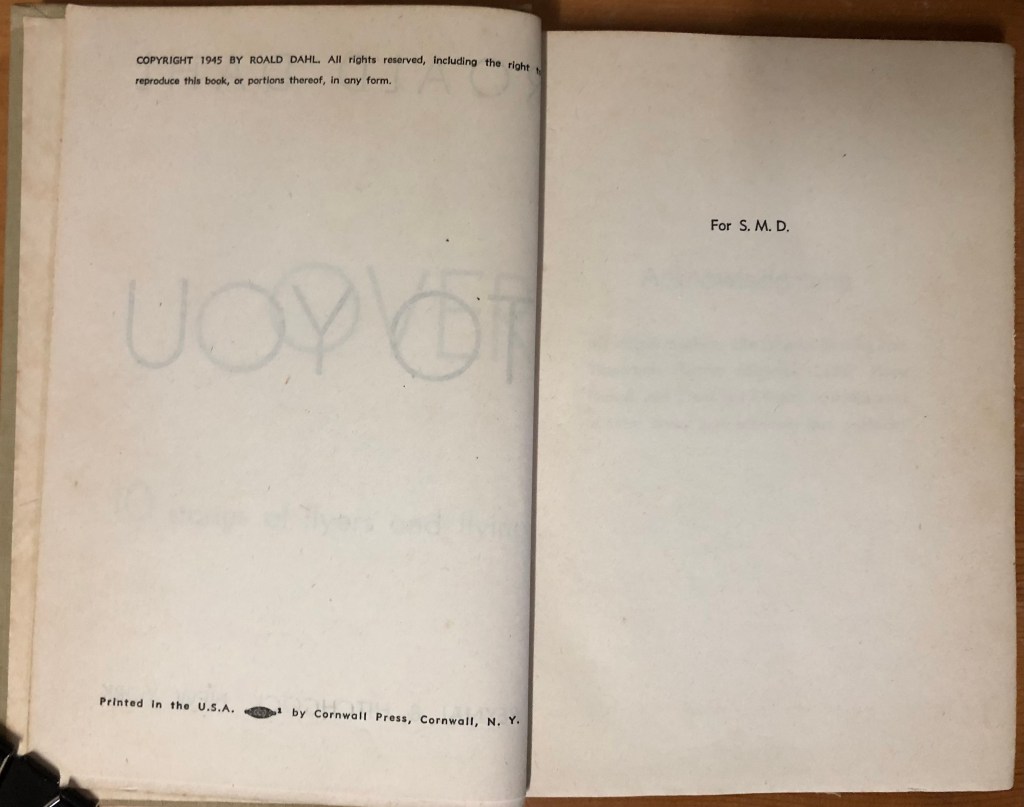 COPYRIGHT 1945 BY ROALD DAHL. All rights reserved, including the right
reproduce this book, or portions thereof, in any form.
Printed in the U.S.A. 1 by Cornwall Press, Cornwall, N. Y.
For S. M. D.